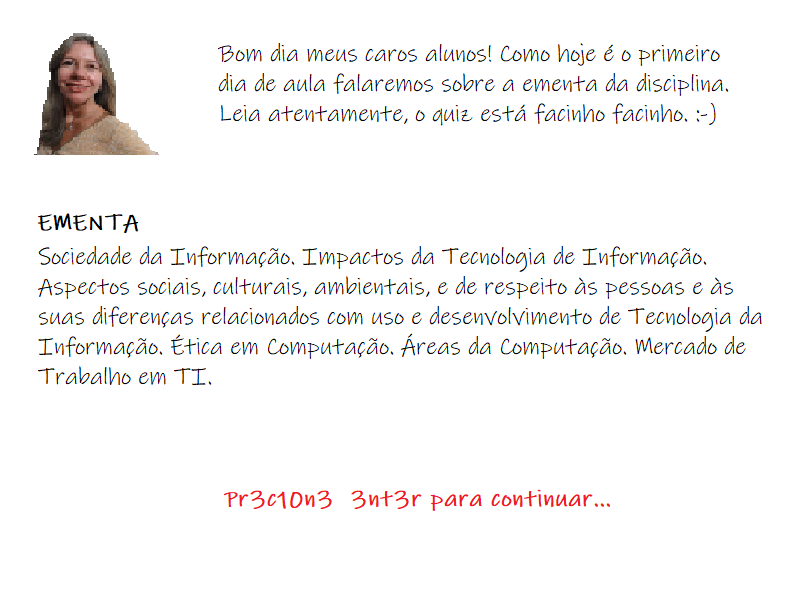 Bom dia meus caros alunos! Como hoje é o primeiro
dia de aula falaremos sobre a ementa da disciplina.
Leia atentamente, o quiz está facinho facinho. :-)
EMENTA
Sociedade da Informação. Impactos da Tecnologia de Informação.
Aspectos sociais, culturais, ambientais, e de respeito às pessoas e às
suas diferenças relacionados com uso e desenvolvimento de Tecnologia da
Informação. Ética em Computação. Áreas da Computação. Mercado de
Trabalho em TI.
Pr3c10n3 3nt3r para continuar...